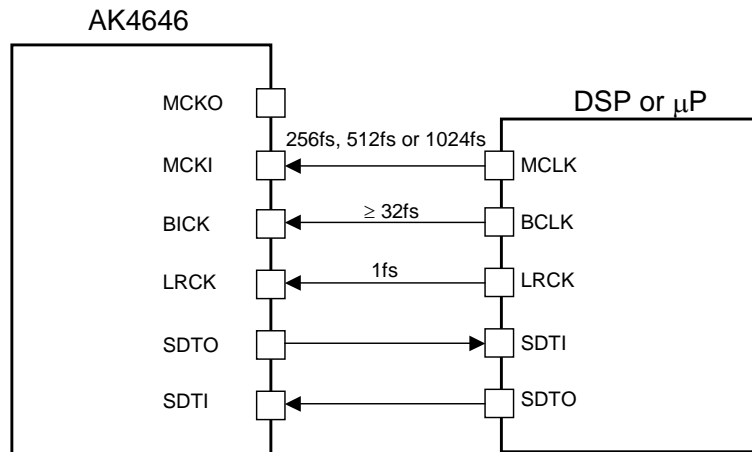 AK4646
DSP or μP
MCKO
256fs, 512fs or 1024fs
MCKI
MCLK
≥ 32fs
BICK
BCLK
1fs
LRCK
LRCK
SDTO
SDTI
SDTI
SDTO